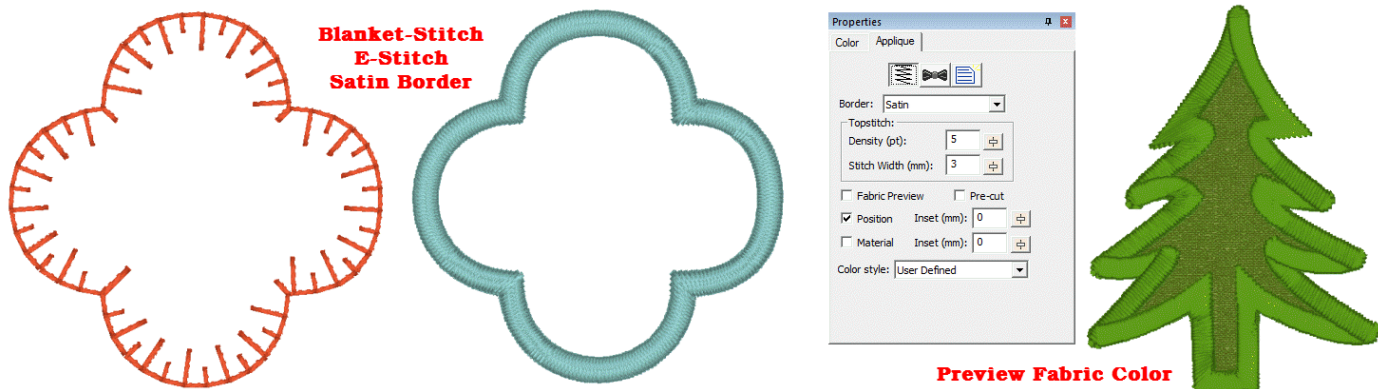 Blanket-Stitch
E-Stitch
Satin Border
Properties
Color Applique
Border: Satin
Topstitch:
Density (pt): 5
Stitch Width (mm): 3
Fabric Preview Pre-cut
Position Inset (mm): 0
Material Inset (mm): 0
Color style: User Defined
Preview Fabric Color